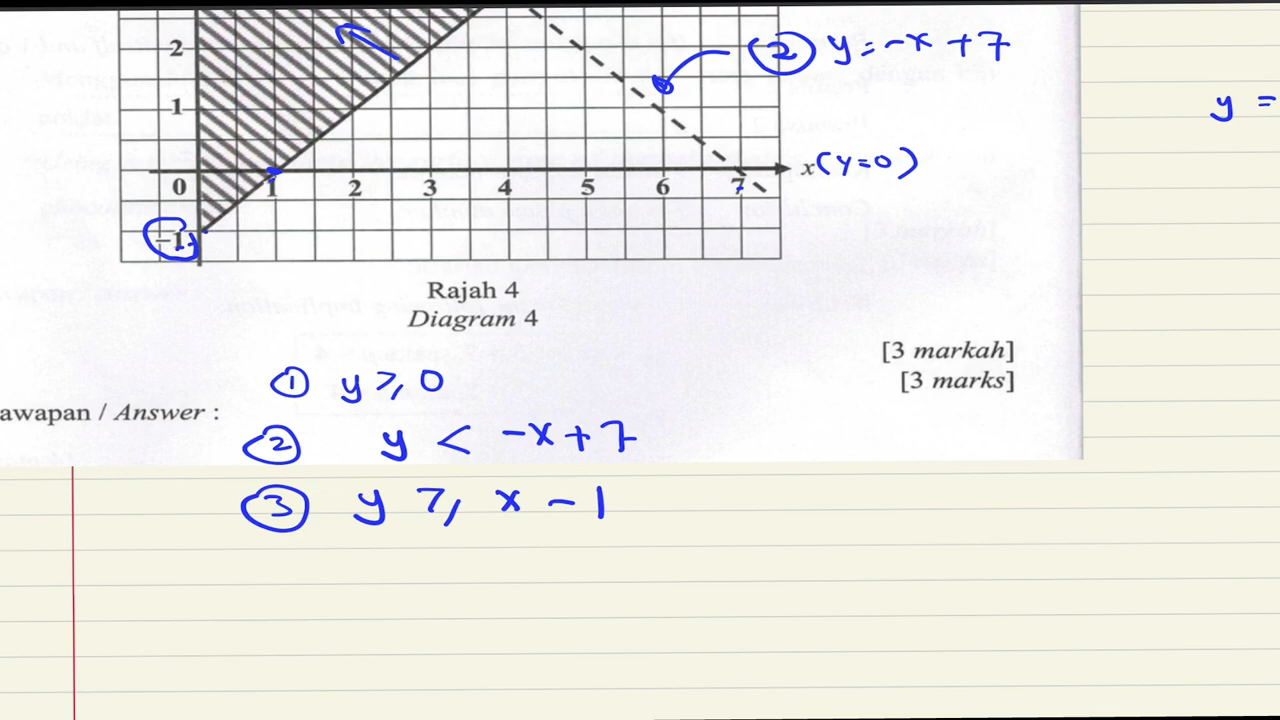 2
② y = -x + 7
y =
1
x (y=0)
0 1 2 3 4 5 6 7
-1
Rajah 4
Diagram 4
[3 markah]
[3 marks]
① y ⩾ 0
awapan / Answer :
② y < -x + 7
③ y ⩾ x - 1